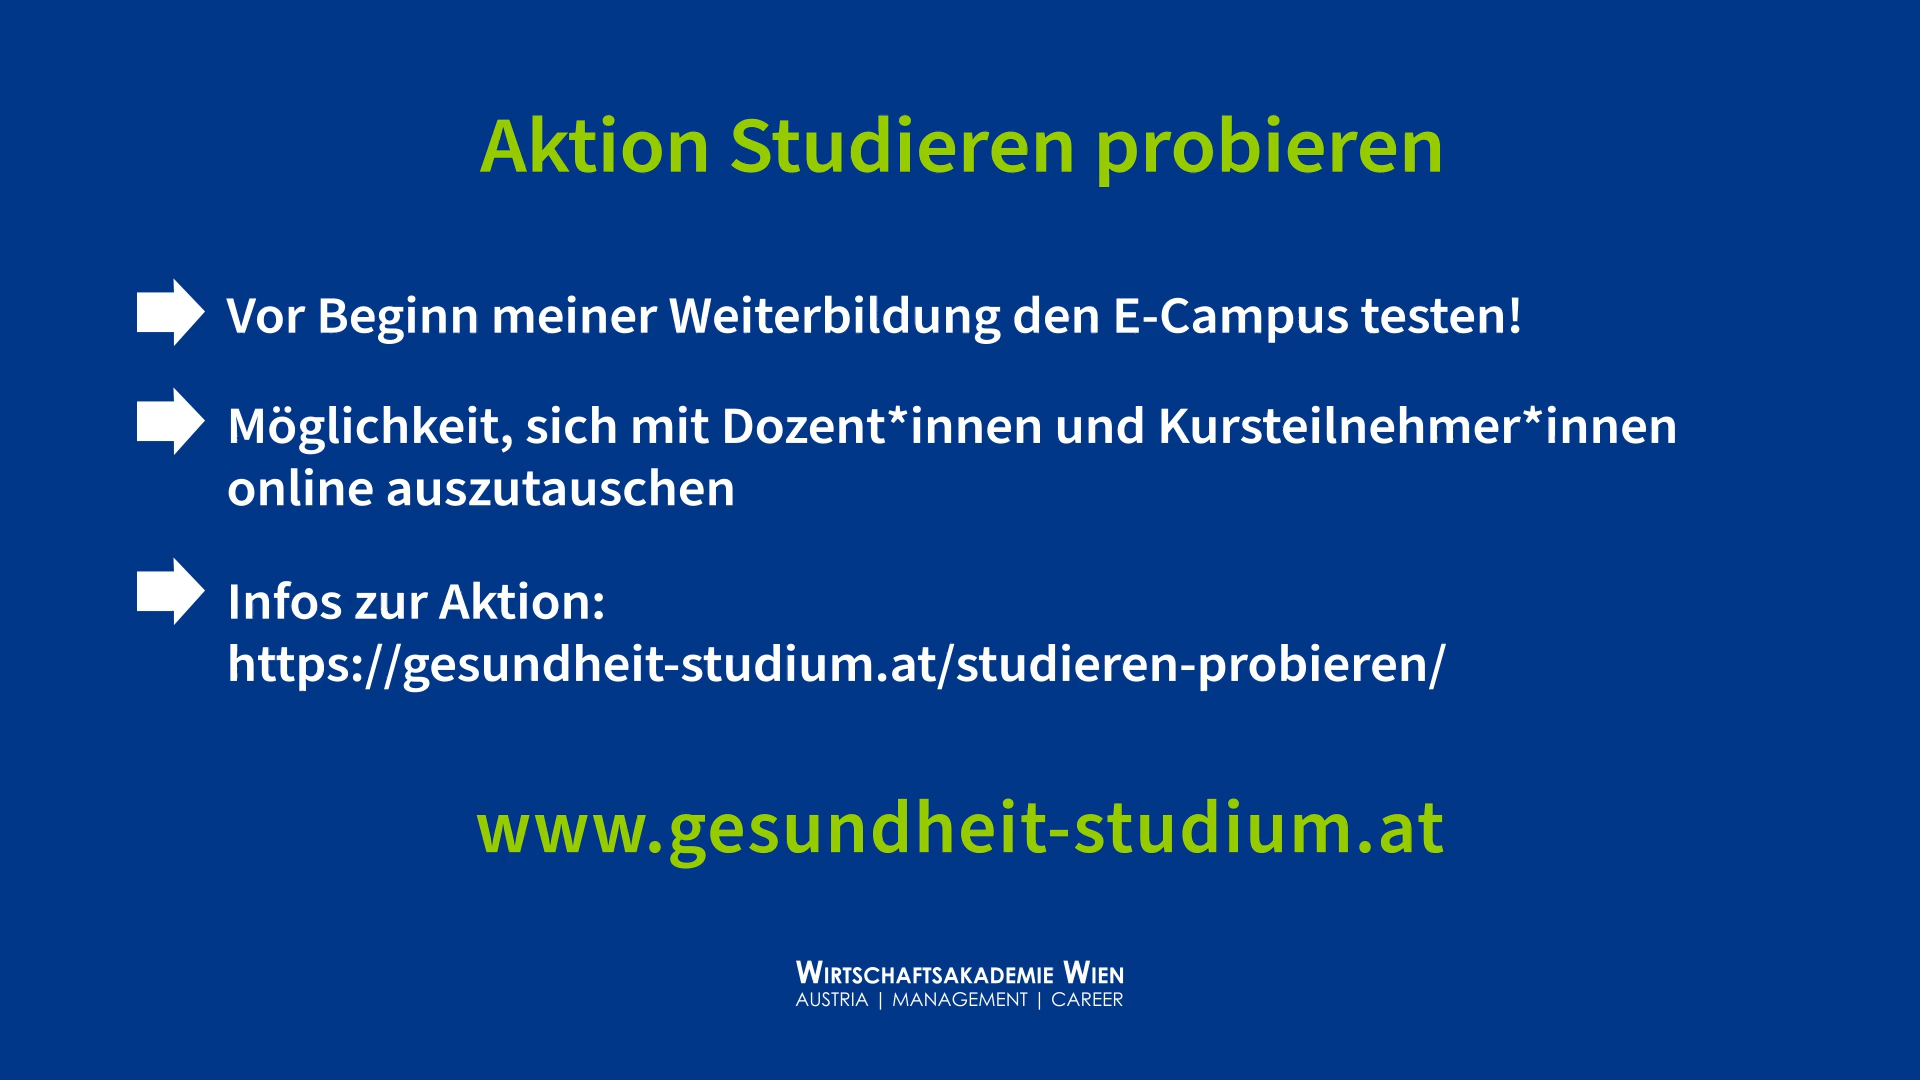 Aktion Studieren probieren
Vor Beginn meiner Weiterbildung den E-Campus testen!
Möglichkeit, sich mit Dozent*innen und Kursteilnehmer*innen
online auszutauschen
Infos zur Aktion:
https://gesundheit-studium.at/studieren-probieren/
www.gesundheit-studium.at
WIRTSCHAFTSAKADEMIE WIEN
AUSTRIA | MANAGEMENT | CAREER